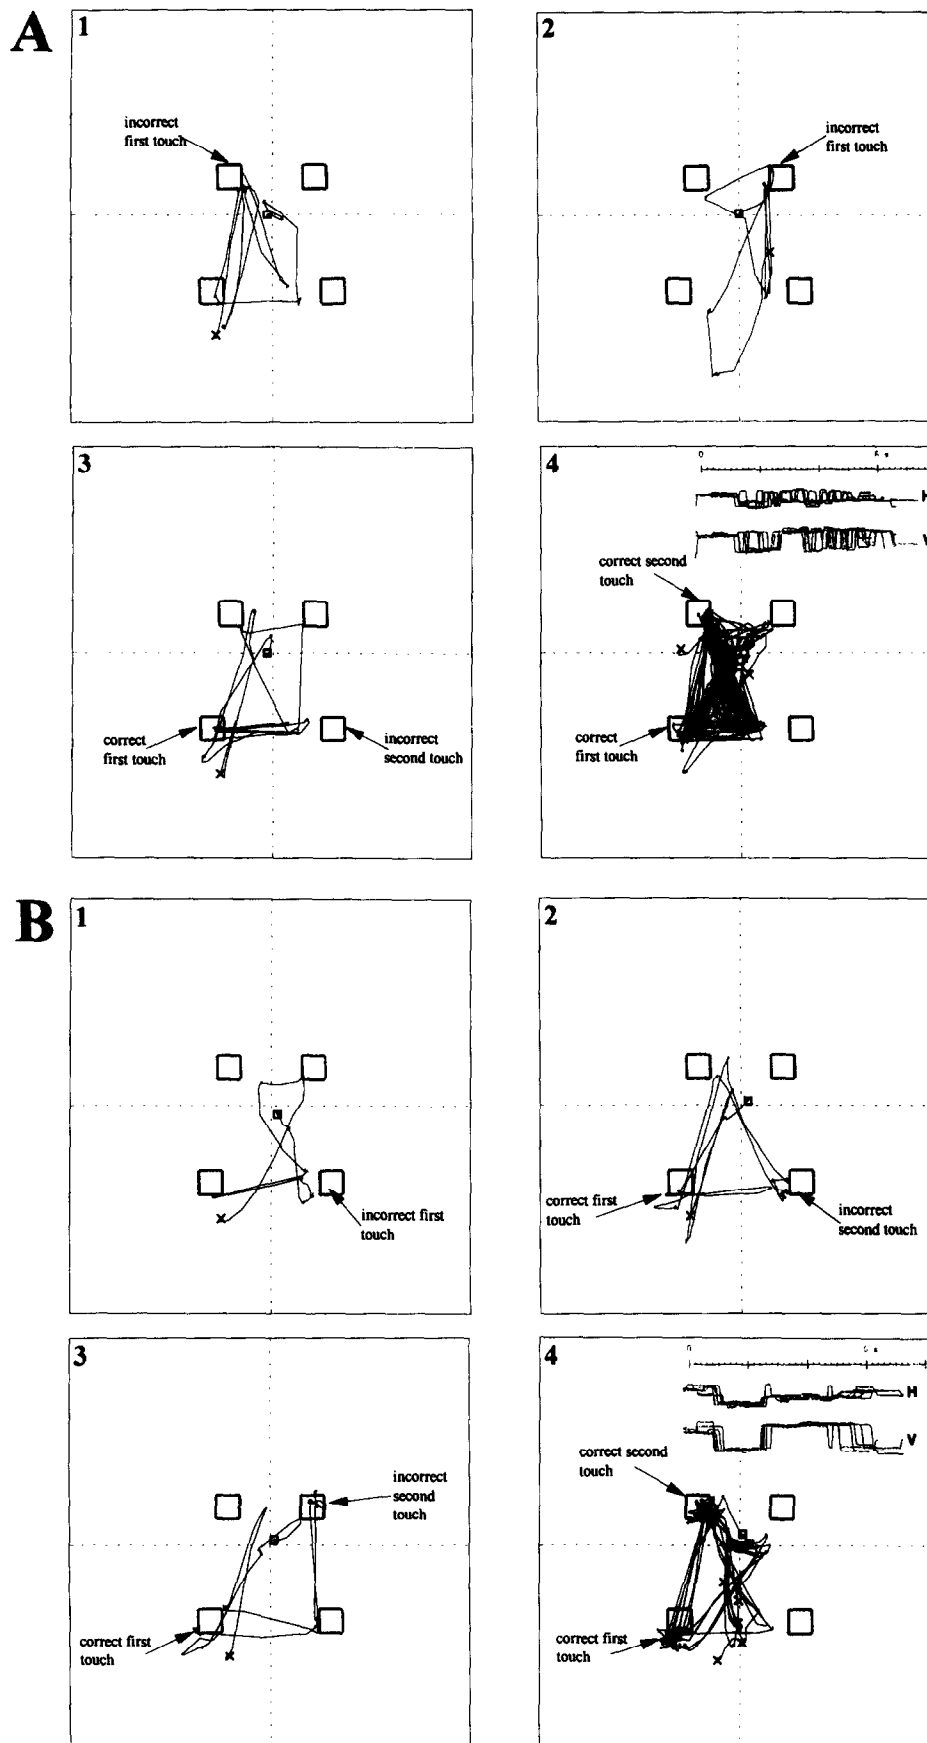 A
1
incorrect
first touch
2
incorrect
first touch
3
correct
first touch
incorrect
second touch
4
0
H
correct second
touch
correct
first touch
B
1
incorrect first
touch
2
correct first
touch
incorrect
second touch
3
incorrect
second
touch
correct first
touch
4
H
V
correct second
touch
correct first
touch